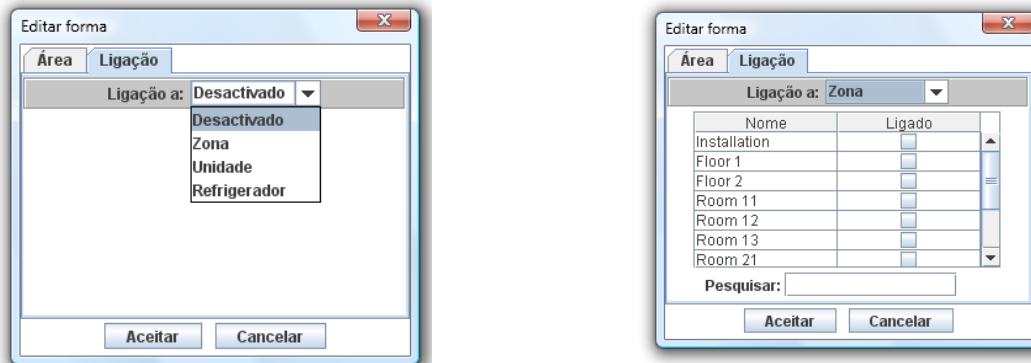 Editar forma
Área Ligação
Ligação a: Desactivado
Desactivado
Zona
Unidade
Refrigerador
Aceitar Cancelar
Editar forma
Área Ligação
Ligação a: Zona
Nome Ligado
Installation
Floor 1
Floor 2
Room 11
Room 12
Room 13
Room 21
Pesquisar:
Aceitar Cancelar